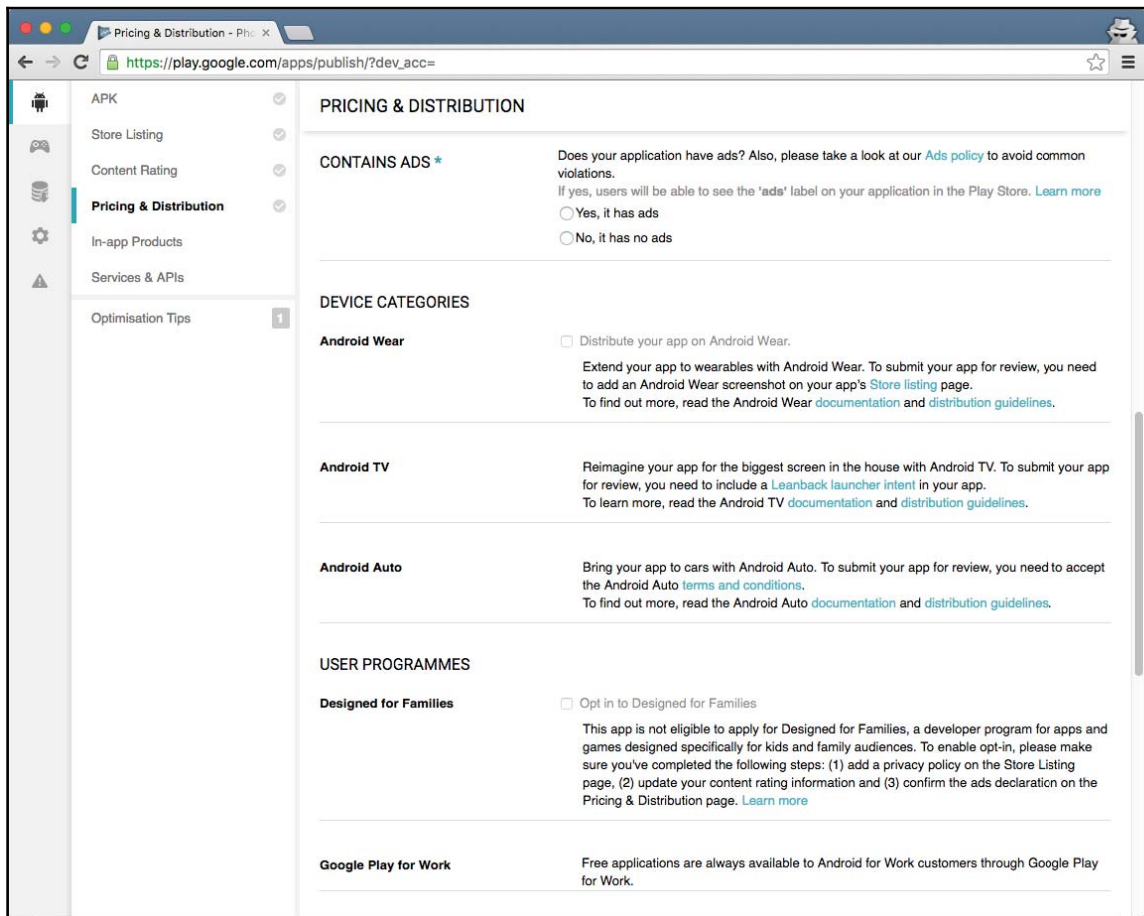 Pricing & Distribution - Pho
https://play.google.com/apps/publish/?dev_acc=
APK
Store Listing
Content Rating
Pricing & Distribution
In-app Products
Services & APIs
Optimisation Tips
1
PRICING & DISTRIBUTION
CONTAINS ADS *
Does your application have ads? Also, please take a look at our Ads policy to avoid common
violations.
If yes, users will be able to see the 'ads' label on your application in the Play Store. Learn more
Yes, it has ads
No, it has no ads
DEVICE CATEGORIES
Android Wear
Distribute your app on Android Wear.
Extend your app to wearables with Android Wear. To submit your app for review, you need
to add an Android Wear screenshot on your app's Store listing page.
To find out more, read the Android Wear documentation and distribution guidelines.
Android TV
Reimagine your app for the biggest screen in the house with Android TV. To submit your app
for review, you need to include a Leanback launcher intent in your app.
To learn more, read the Android TV documentation and distribution guidelines.
Android Auto
Bring your app to cars with Android Auto. To submit your app for review, you need to accept
the Android Auto terms and conditions.
To find out more, read the Android Auto documentation and distribution guidelines.
USER PROGRAMMES
Designed for Families
Opt in to Designed for Families
This app is not eligible to apply for Designed for Families, a developer program for apps and
games designed specifically for kids and family audiences. To enable opt-in, please make
sure you've completed the following steps: (1) add a privacy policy on the Store Listing
page, (2) update your content rating information and (3) confirm the ads declaration on the
Pricing & Distribution page. Learn more
Google Play for Work
Free applications are always available to Android for Work customers through Google Play
for Work.